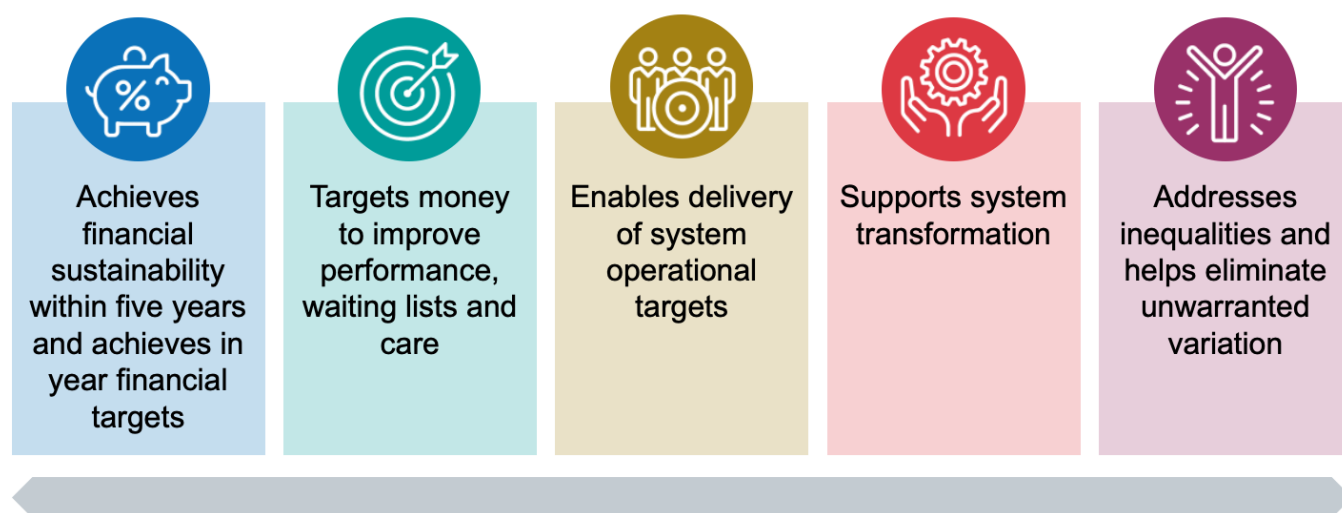 %
Achieves
financial
sustainability
within five years
and achieves in
year financial
targets
Targets money
to improve
performance,
waiting lists and
care
Enables delivery
of system
operational
targets
Supports system
transformation
Addresses
inequalities and
helps eliminate
unwarranted
variation